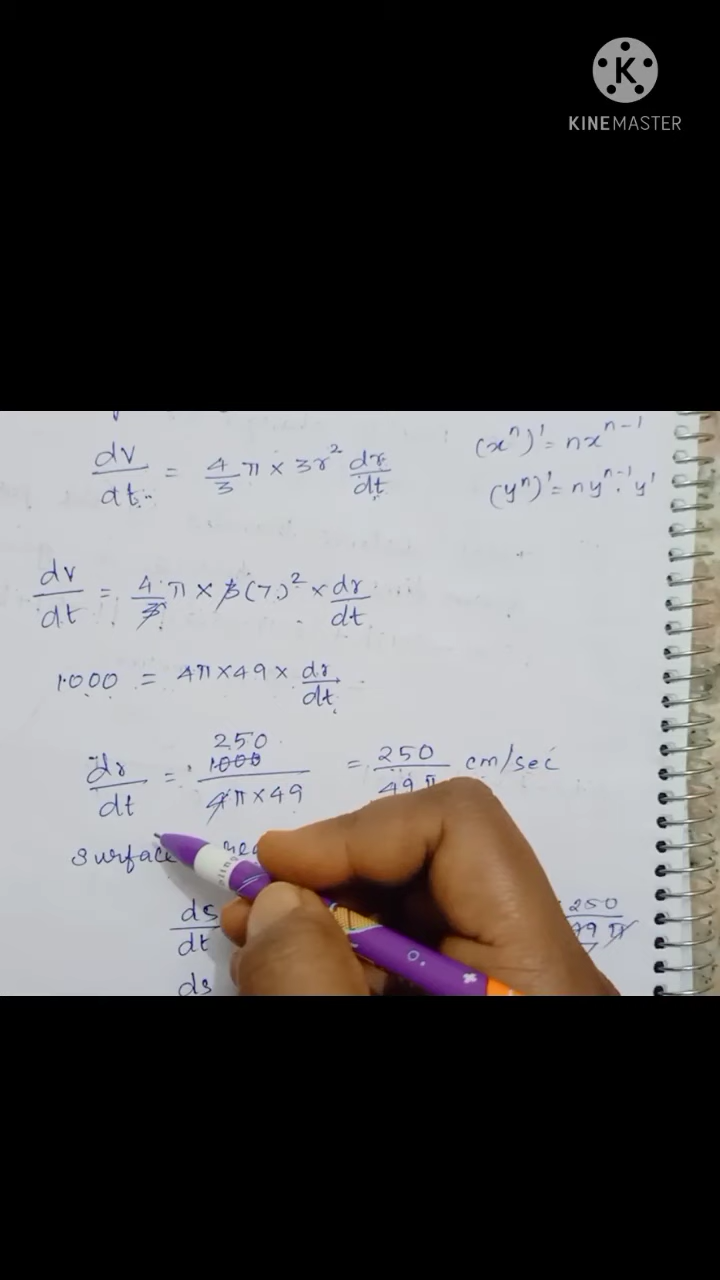 KINEMASTER
dv/dt = 4/3 π × 3r² dr/dt
(xⁿ)' = nxⁿ⁻¹
(yⁿ)' = nyⁿ⁻¹ · y'
dv/dt = 4/3 π × 3(7)² × dr/dt
1000 = 4π × 49 × dr/dt
250
dr/dt = 1000/4π × 49 = 250/49π cm/sec
Surface
ds/dt 250
ds